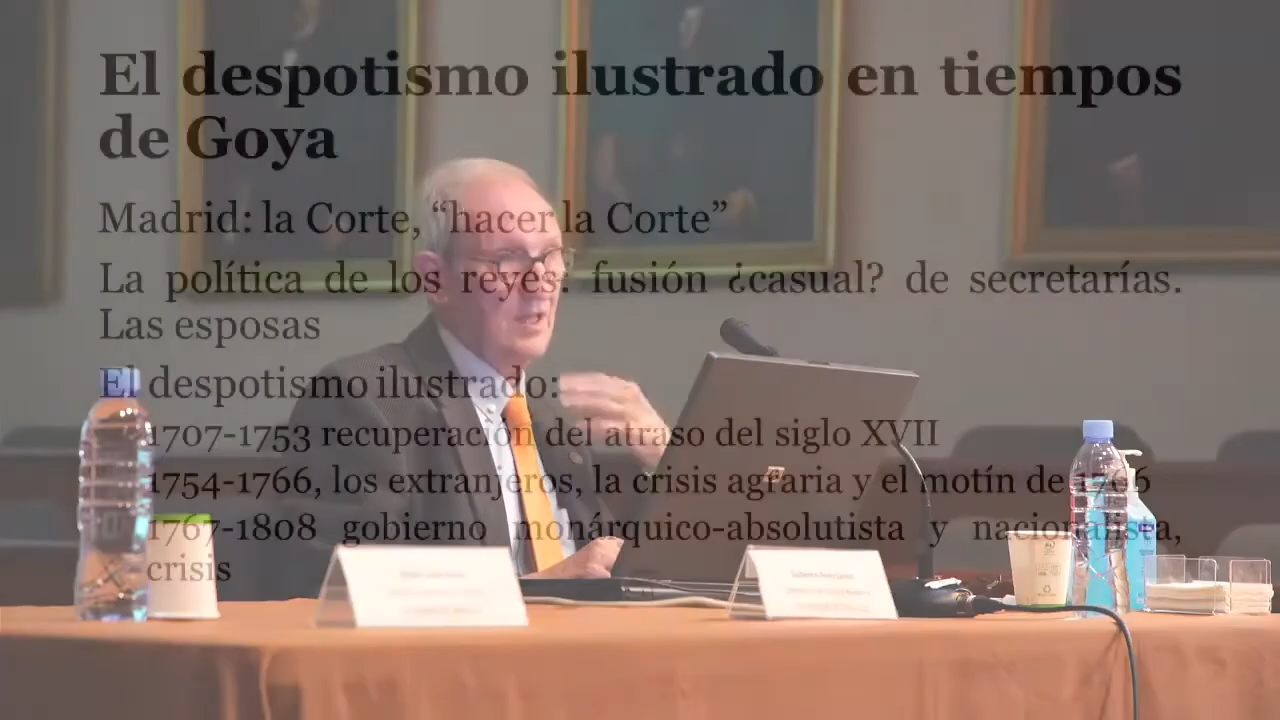 El despotismo ilustrado en tiempos
de Goya
Madrid: la Corte, “hacer la Corte”
La política de los reyes: fusión ¿casual? de secretarías.
Las esposas
El despotismo ilustrado:
1707-1753 recuperación del atraso del siglo XVII
1754-1766, los extranjeros, la crisis agraria y el motín de 1766
1767-1808 gobierno monárquico-absolutista y nacionalista,
crisis